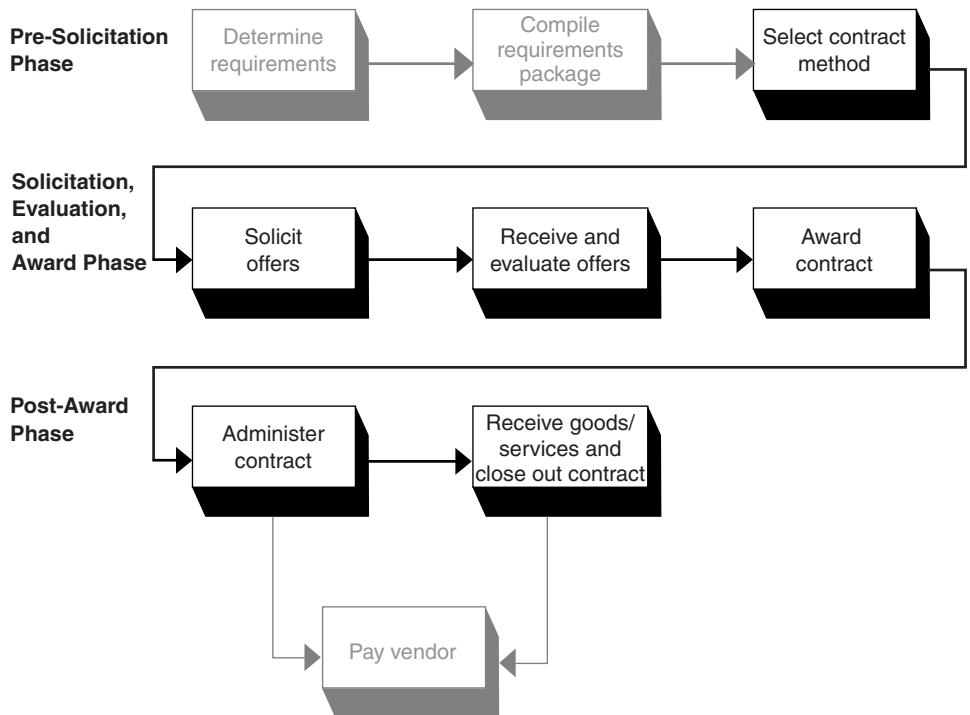 Pre-Solicitation
Phase
Determine
requirements
Compile
requirements
package
Select contract
method
Solicitation,
Evaluation,
and
Award Phase
Solicit
offers
Receive and
evaluate offers
Award
contract
Post-Award
Phase
Administer
contract
Receive goods/
services and
close out contract
Pay vendor